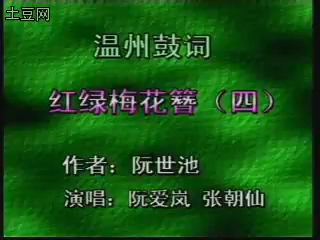 土豆网
温州鼓词
红绿梅花簪（四）
作者：阮世池
演唱：阮爱岚 张朝仙